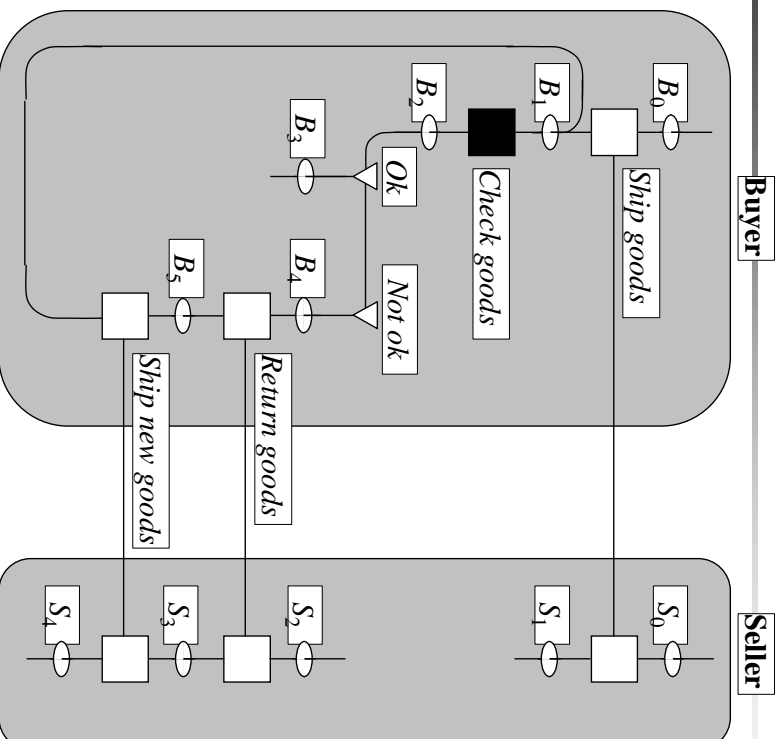 Buyer
Seller
B0
Ship goods
B1
Check goods
B2
Ok
Not ok
B3
B4
Return goods
B5
Ship new goods
S0
S1
S2
S3
S4